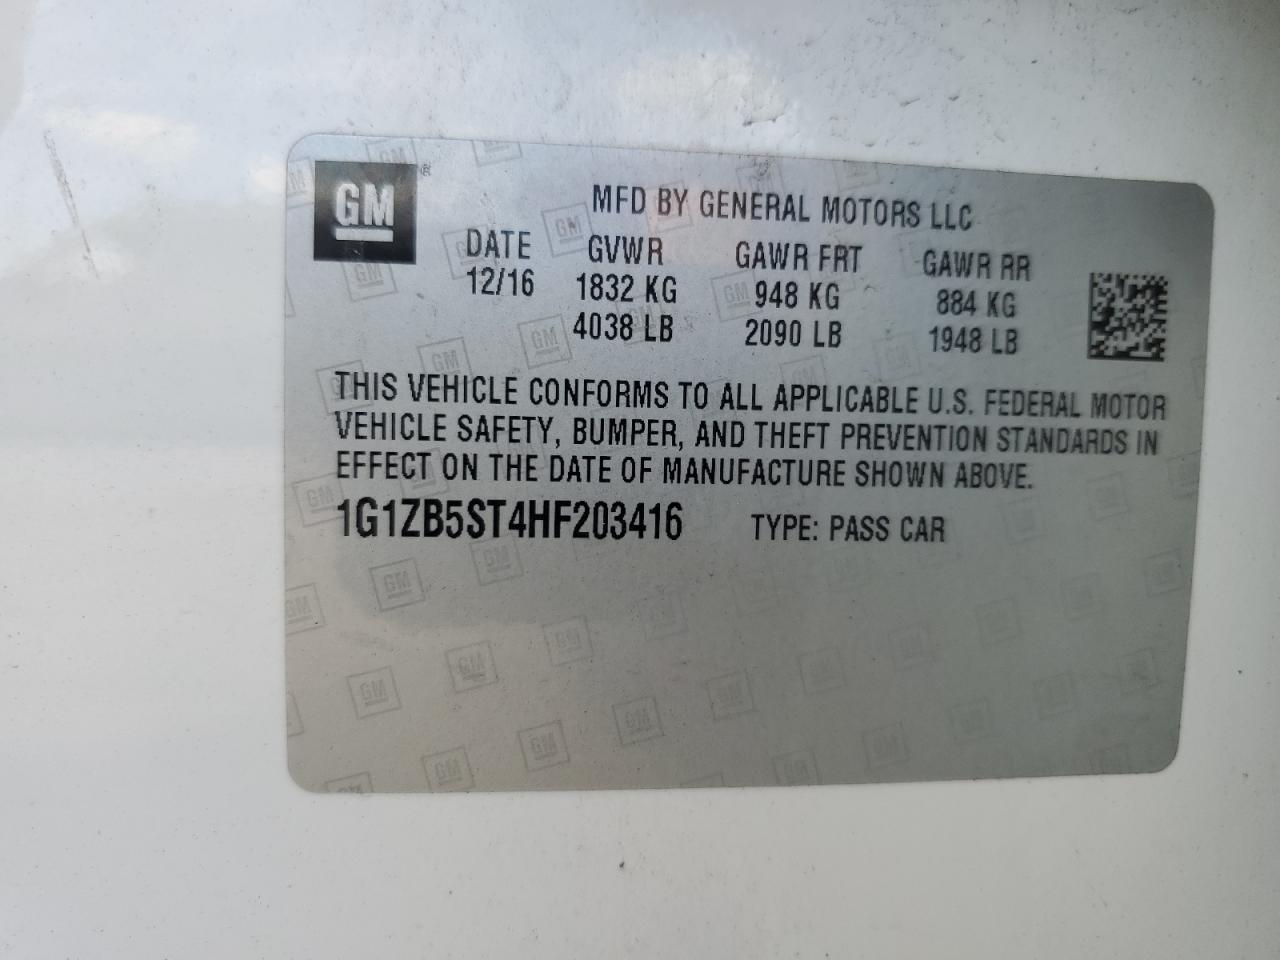 GM®
MFD BY GENERAL MOTORS LLC
DATE GVWR GAWR FRT GAWR RR
12/16 1832 KG 948 KG 884 KG
4038 LB 2090 LB 1948 LB
THIS VEHICLE CONFORMS TO ALL APPLICABLE U.S. FEDERAL MOTOR
VEHICLE SAFETY, BUMPER, AND THEFT PREVENTION STANDARDS IN
EFFECT ON THE DATE OF MANUFACTURE SHOWN ABOVE.
1G1ZB5ST4HF203416 TYPE: PASS CAR